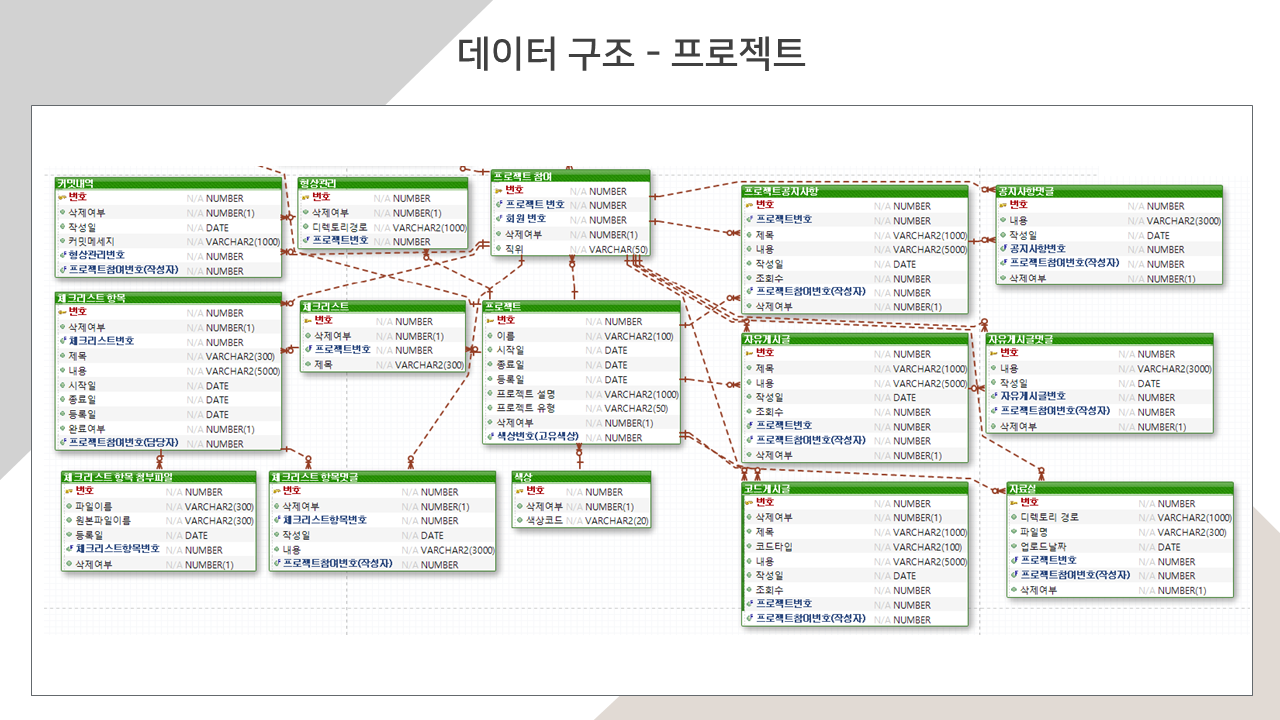 데이터 구조 - 프로젝트
커밋내역
번호 N/A NUMBER
삭제여부 N/A NUMBER(1)
작성일 N/A DATE
커밋메세지 N/A VARCHAR2(1000)
형상관리번호 N/A NUMBER
프로젝트참여번호(작성자) N/A NUMBER
형상관리
번호 N/A NUMBER
삭제여부 N/A NUMBER(1)
디렉토리경로 N/A VARCHAR2(1000)
프로젝트번호 N/A NUMBER
프로젝트 참여
번호 N/A NUMBER
프로젝트 번호 N/A NUMBER
회원 번호 N/A NUMBER
삭제여부 N/A NUMBER(1)
직위 N/A VARCHAR(50)
프로젝트공지사항
번호 N/A NUMBER
프로젝트번호 N/A NUMBER
제목 N/A VARCHAR2(1000)
내용 N/A VARCHAR2(5000)
작성일 N/A DATE
조회수 N/A NUMBER
프로젝트참여번호(작성자) N/A NUMBER
삭제여부 N/A NUMBER(1)
공지사항댓글
번호 N/A NUMBER
내용 N/A VARCHAR2(3000)
작성일 N/A DATE
공지사항번호 N/A NUMBER
프로젝트참여번호(작성자) N/A NUMBER
삭제여부 N/A NUMBER(1)
체크리스트 항목
번호 N/A NUMBER
삭제여부 N/A NUMBER(1)
체크리스트번호 N/A NUMBER
제목 N/A VARCHAR2(300)
내용 N/A VARCHAR2(5000)
시작일 N/A DATE
종료일 N/A DATE
등록일 N/A DATE
완료여부 N/A NUMBER(1)
프로젝트참여번호(담당자) N/A NUMBER
체크리스트
번호 N/A NUMBER
삭제여부 N/A NUMBER(1)
프로젝트번호 N/A NUMBER
제목 N/A VARCHAR2(300)
프로젝트
번호 N/A NUMBER
이름 N/A VARCHAR2(100)
시작일 N/A DATE
종료일 N/A DATE
등록일 N/A DATE
프로젝트 설명 N/A VARCHAR2(1000)
프로젝트 유형 N/A VARCHAR2(50)
삭제여부 N/A NUMBER(1)
색상번호(고유색상) N/A NUMBER
자유게시글
번호 N/A NUMBER
제목 N/A VARCHAR2(1000)
내용 N/A VARCHAR2(5000)
작성일 N/A DATE
조회수 N/A NUMBER
프로젝트번호 N/A NUMBER
프로젝트참여번호(작성자) N/A NUMBER
삭제여부 N/A NUMBER(1)
자유게시글댓글
번호 N/A NUMBER
내용 N/A VARCHAR2(3000)
작성일 N/A DATE
자유게시글번호 N/A NUMBER
프로젝트참여번호(작성자) N/A NUMBER
삭제여부 N/A NUMBER(1)
체크리스트 항목 첨부파일
번호 N/A NUMBER
파일이름 N/A VARCHAR2(300)
원본파일이름 N/A VARCHAR2(300)
등록일 N/A DATE
체크리스트항목번호 N/A NUMBER
삭제여부 N/A NUMBER(1)
체크리스트 항목댓글
번호 N/A NUMBER
삭제여부 N/A NUMBER(1)
체크리스트항목번호 N/A NUMBER
작성일 N/A DATE
내용 N/A VARCHAR2(3000)
프로젝트참여번호(작성자) N/A NUMBER
색상
번호 N/A NUMBER
삭제여부 N/A NUMBER(1)
색상코드 N/A VARCHAR2(20)
코드게시글
번호 N/A NUMBER
삭제여부 N/A NUMBER(1)
제목 N/A VARCHAR2(1000)
코드타입 N/A VARCHAR2(100)
내용 N/A VARCHAR2(5000)
작성일 N/A DATE
조회수 N/A NUMBER
프로젝트번호 N/A NUMBER
프로젝트참여번호(작성자) N/A NUMBER
자료실
번호 N/A NUMBER
디렉토리 경로 N/A VARCHAR2(1000)
파일명 N/A VARCHAR2(300)
업로드날짜 N/A DATE
프로젝트번호 N/A NUMBER
프로젝트참여번호(작성자) N/A NUMBER
삭제여부 N/A NUMBER(1)